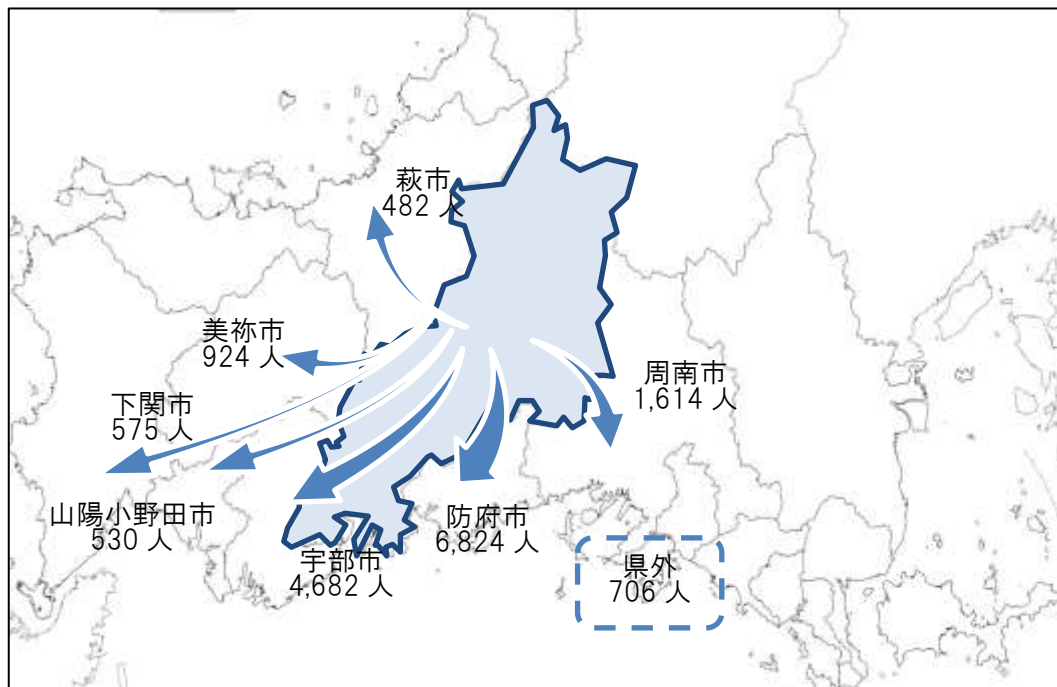 萩市
482 人
美祢市
924 人
下関市
575 人
周南市
1,614 人
山陽小野田市
530 人
防府市
6,824 人
宇部市
4,682 人
県外
706 人